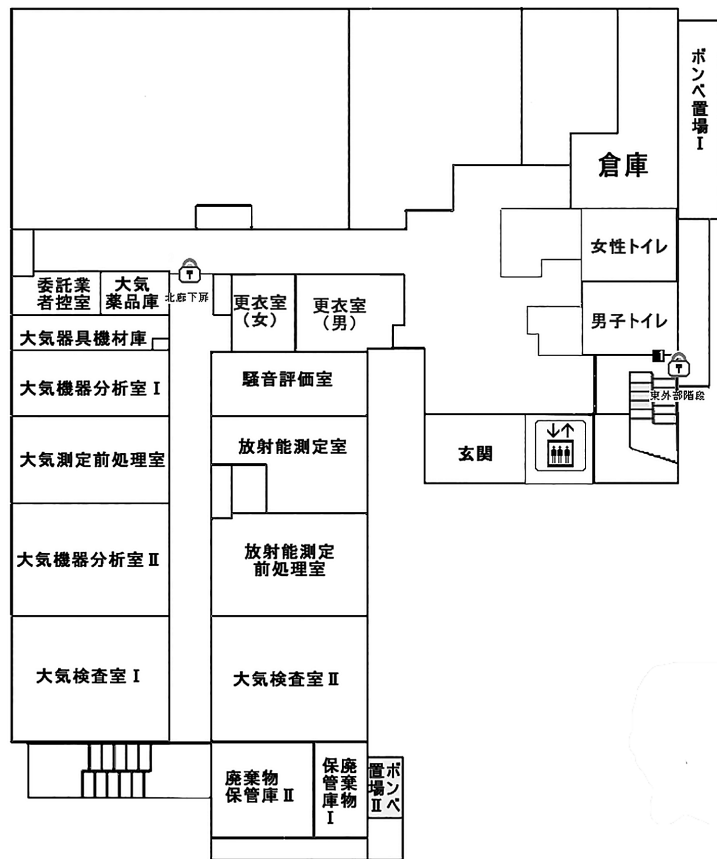 ボンベ置場Ⅰ
倉庫
女性トイレ
男子トイレ
東外部階段
玄関
委託業
者控室
大気
薬品庫
北廊下扉
更衣室
（女）
更衣室
（男）
大気器具機材庫
大気機器分析室Ⅰ
騒音評価室
大気測定前処理室
放射能測定室
大気機器分析室Ⅱ
放射能測定
前処理室
大気検査室Ⅰ
大気検査室Ⅱ
廃棄物
保管庫Ⅱ
廃棄物
保管庫Ⅰ
ボンベ
置場Ⅱ